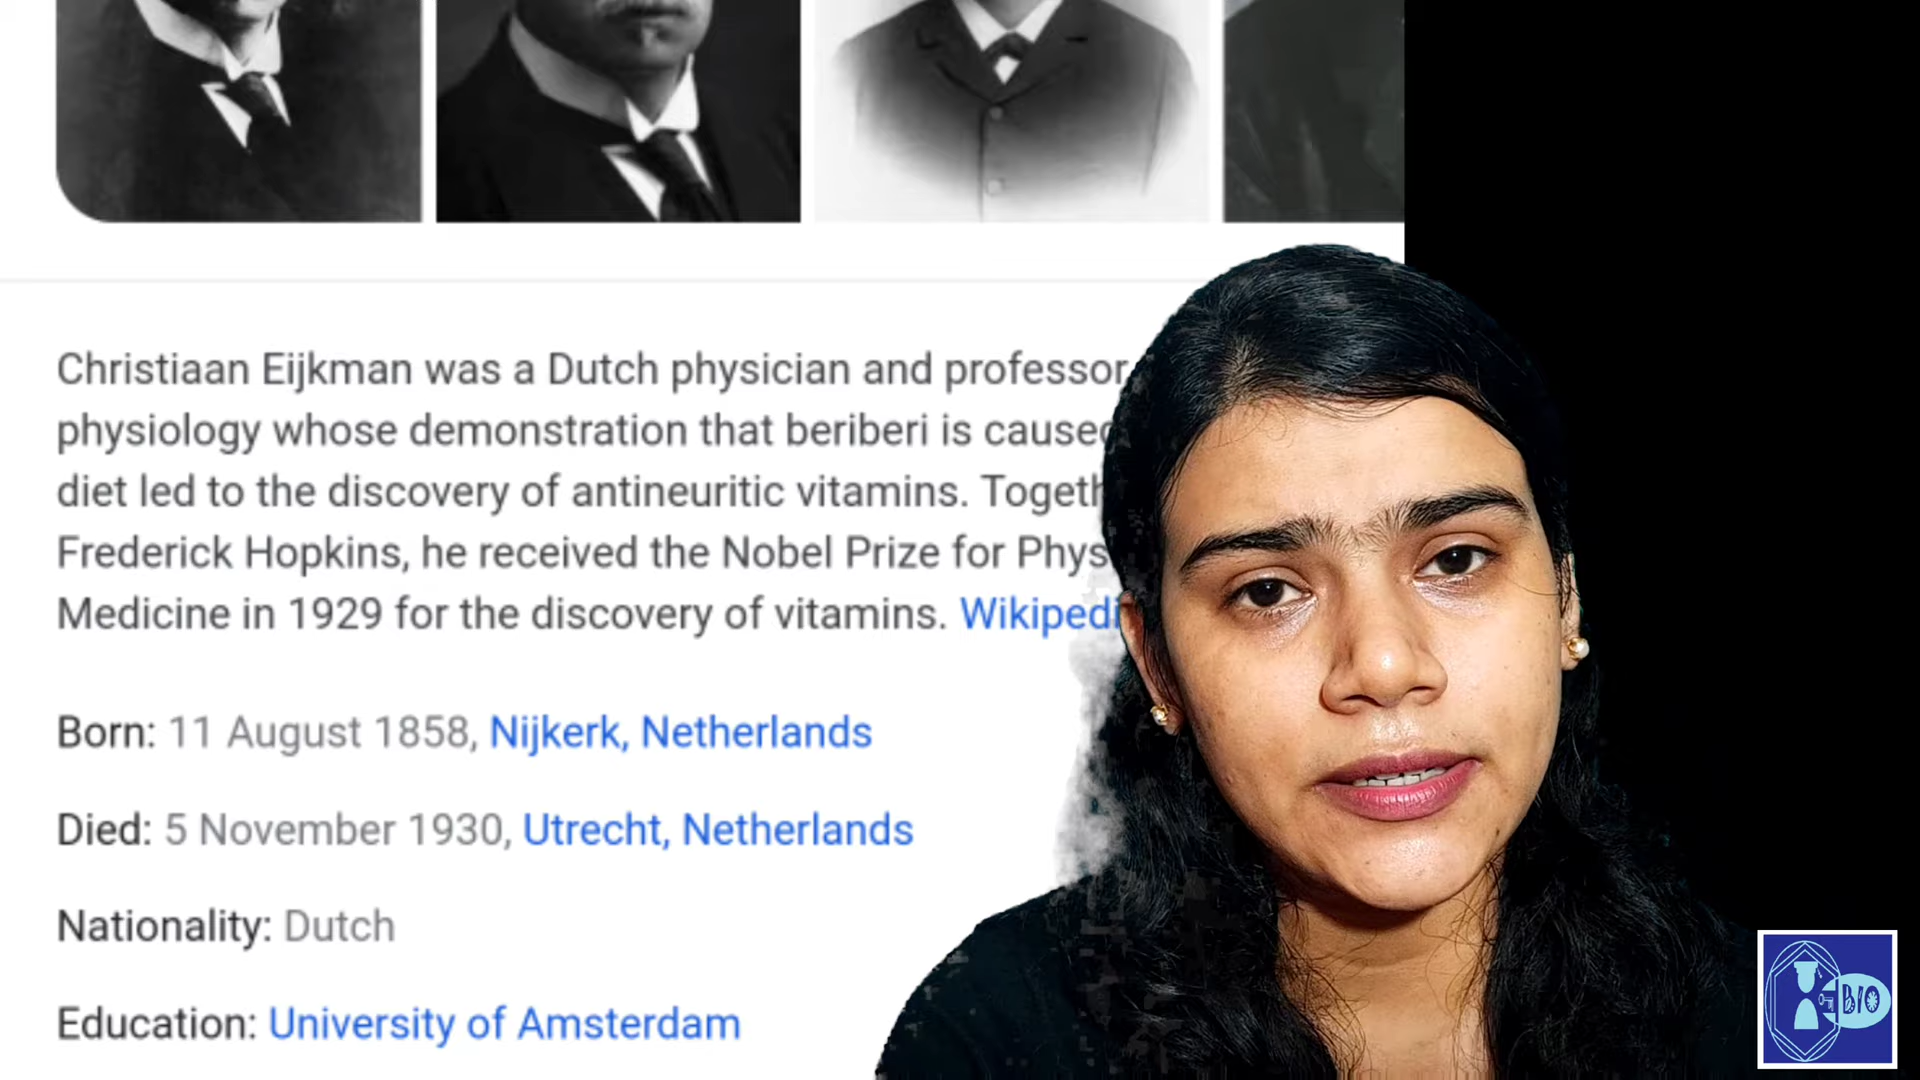 Christiaan Eijkman was a Dutch physician and professor
physiology whose demonstration that beriberi is caused
diet led to the discovery of antineuritic vitamins.
Frederick Hopkins, he received the Nobel Prize for
Medicine in 1929 for the discovery of vitamins.
Born: 11 August 1858, Nijkerk, Netherlands
Died: 5 November 1930, Utrecht, Netherlands
Nationality: Dutch
Education: University of Amsterdam
BIO